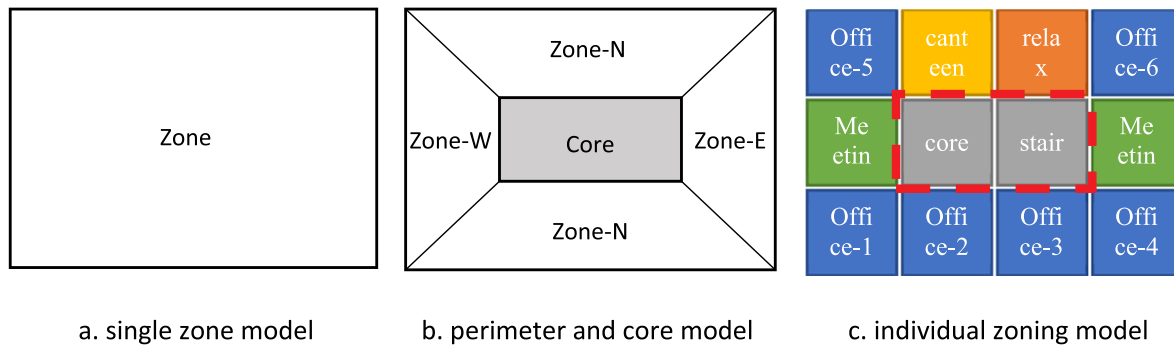 Zone
a. single zone model
Zone-N
Zone-W
Core
Zone-E
Zone-N
b. perimeter and core model
Offi
ce-5
cant
een
rela
x
Offi
ce-6
Me
etin
core
stair
Me
etin
Offi
ce-1
Offi
ce-2
Offi
ce-3
Offi
ce-4
c. individual zoning model